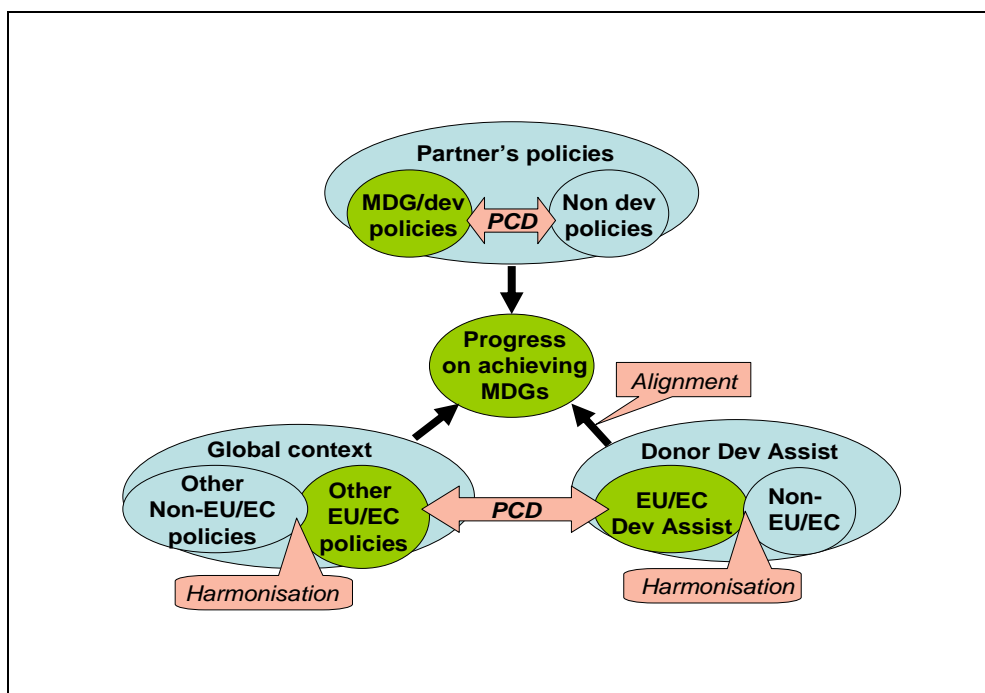 Partner’s policies
MDG/dev
policies
PCD
Non dev
policies
Progress
on achieving
MDGs
Alignment
Global context
Other
Non-EU/EC
policies
Other
EU/EC
policies
PCD
Donor Dev Assist
EU/EC
Dev Assist
Non-
EU/EC
Harmonisation
Harmonisation